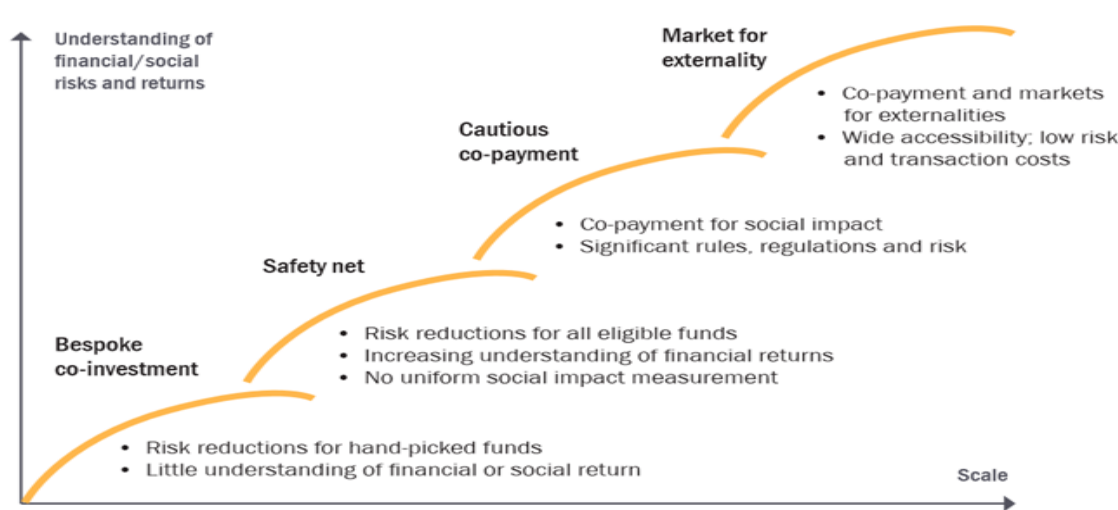 Understanding of
financial/social
risks and returns
Market for
externality
• Co-payment and markets
for externalities
• Wide accessibility; low risk
and transaction costs
Cautious
co-payment
• Co-payment for social impact
• Significant rules, regulations and risk
Safety net
• Risk reductions for all eligible funds
• Increasing understanding of financial returns
• No uniform social impact measurement
Bespoke
co-investment
• Risk reductions for hand-picked funds
• Little understanding of financial or social return
Scale